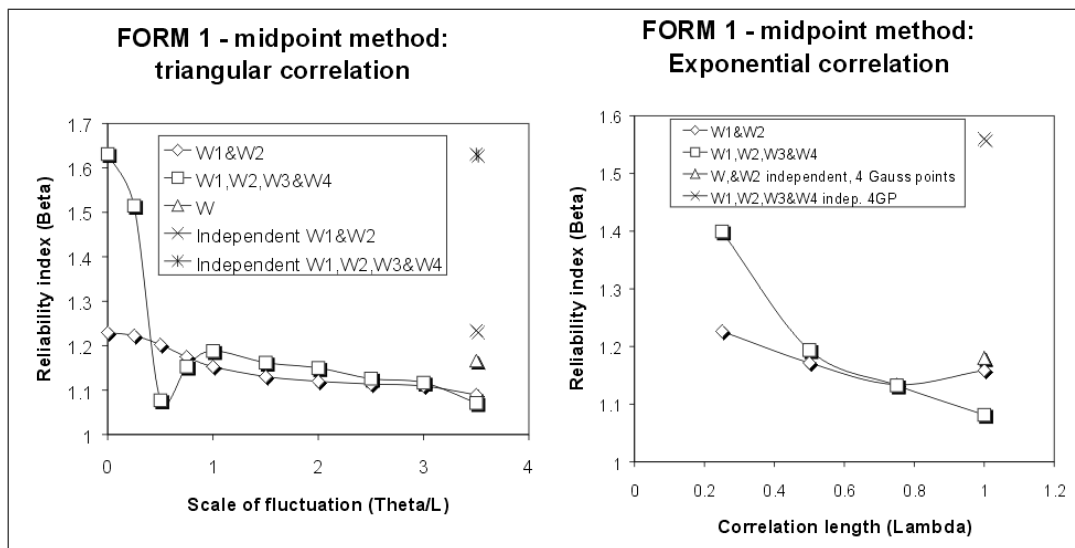 FORM 1 - midpoint method:
triangular correlation
1.7
1.6
1.5
1.4
1.3
1.2
1.1
1
Reliability index (Beta)
W1&W2
W1,W2,W3&W4
W
Independent W1&W2
Independent W1,W2,W3&W4
0
1
2
3
4
Scale of fluctuation (Theta/L)
FORM 1 - midpoint method:
Exponential correlation
1.6
1.5
1.4
1.3
1.2
1.1
1
Reliability index (Beta)
W1&W2
W1,W2,W3&W4
W,&W2 independent, 4 Gauss points
W1,W2,W3&W4 indep. 4GP
0
0.2
0.4
0.6
0.8
1
1.2
Correlation length (Lambda)